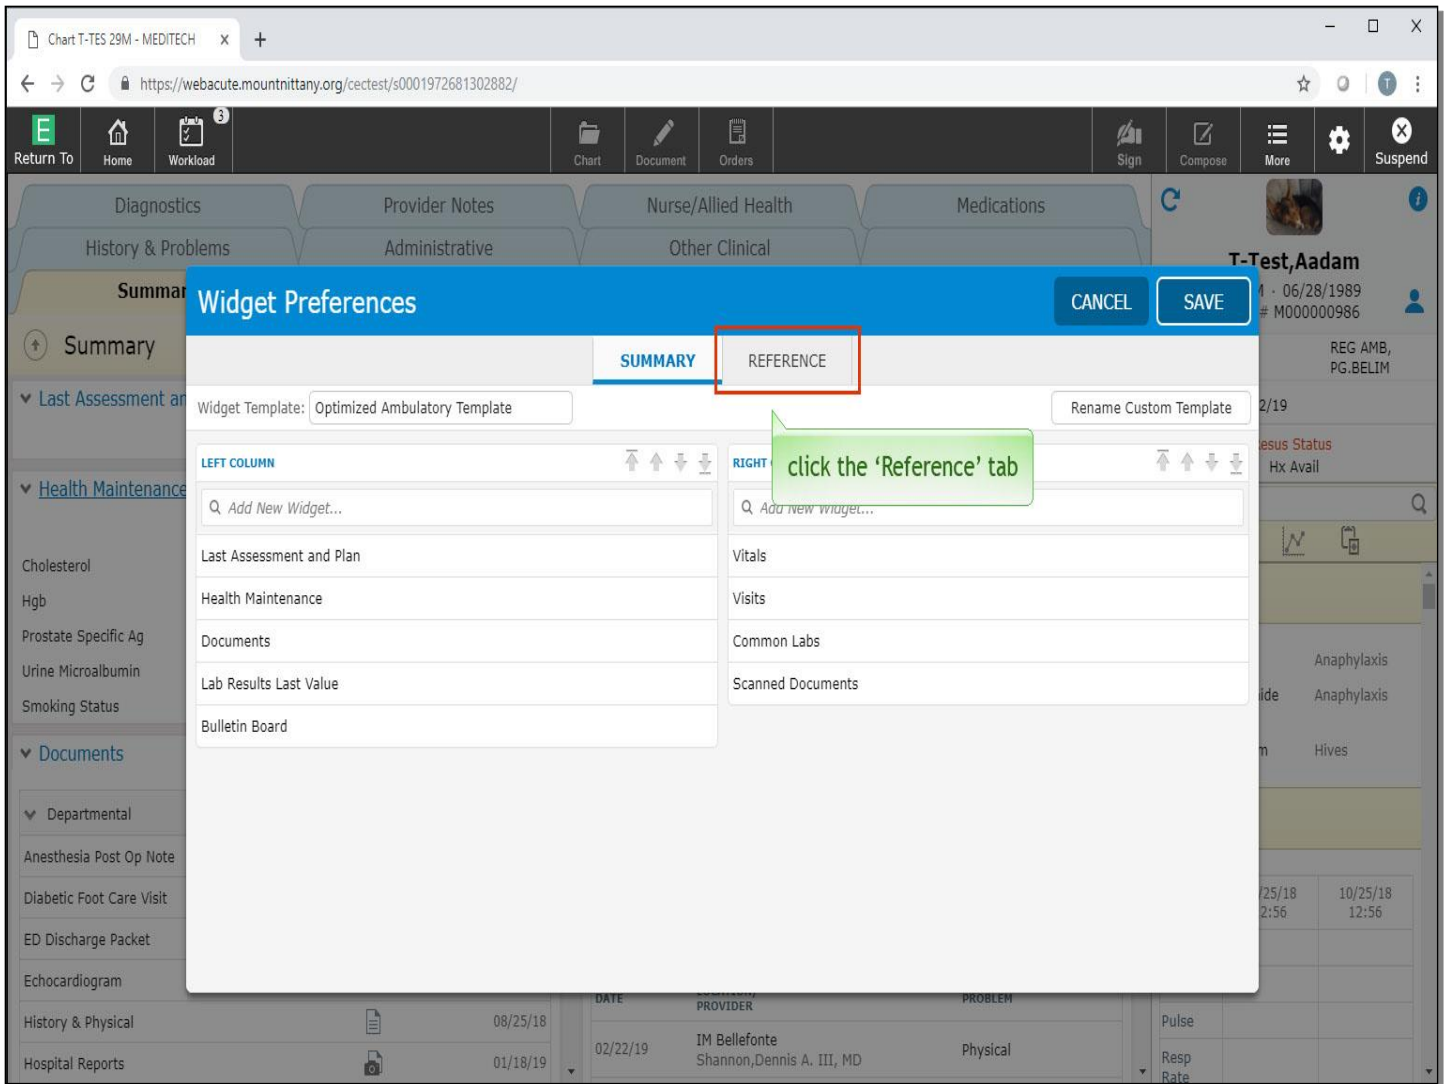 Chart T-TES 29M - MEDITECH
https://webacute.mountnittany.org/cectest/s0001972681302882/
T
E
Return To
Home
3
Workload
Chart
Document
Orders
Sign
Compose
More
Suspend
Diagnostics
Provider Notes
Nurse/Allied Health
Medications
History & Problems
Administrative
Other Clinical
T-Test,Aadam
06/28/1989
# M000000986
REG AMB,
PG.BELIM
Summary
Last Assessment
Health Maintenance
Cholesterol
Hgb
Prostate Specific Ag
Urine Microalbumin
Smoking Status
Documents
Departmental
Anesthesia Post Op Note
Diabetic Foot Care Visit
ED Discharge Packet
Echocardiogram
History & Physical 08/25/18
Hospital Reports 01/18/19
Widget Preferences
CANCEL
SAVE
SUMMARY
REFERENCE
Widget Template: Optimized Ambulatory Template
Rename Custom Template
click the ‘Reference’ tab
LEFT COLUMN
Add New Widget...
Last Assessment and Plan
Health Maintenance
Documents
Lab Results Last Value
Bulletin Board
RIGHT
Add New Widget...
Vitals
Visits
Common Labs
Scanned Documents
2/19
Status
Hx Avail
Anaphylaxis
ide Anaphylaxis
m Hives
/25/18
2:56
10/25/18
12:56
Pulse
Resp
Rate
DATE
PROVIDER
PROBLEM
02/22/19
IM Bellefonte
Shannon,Dennis A. III, MD
Physical